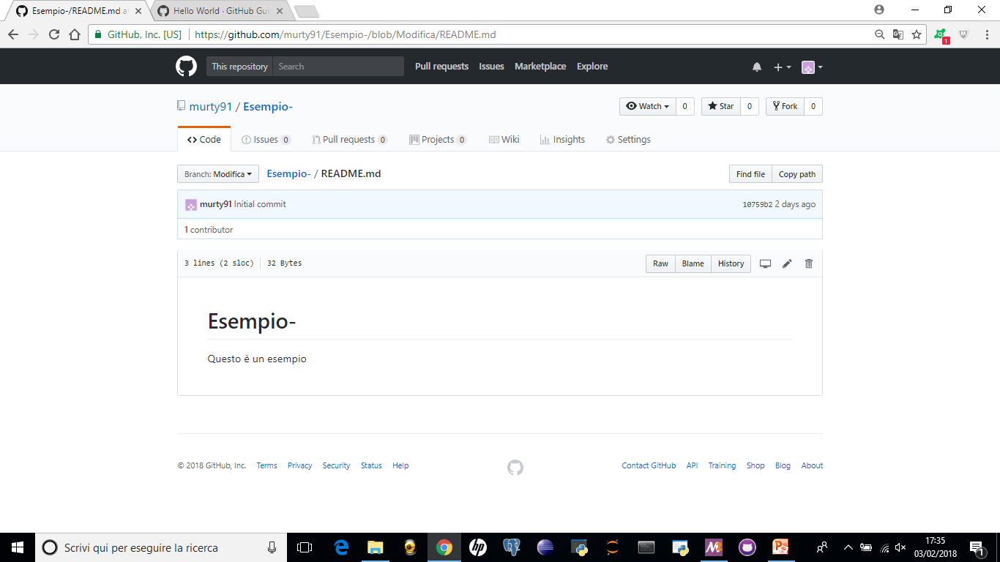 Esempio-/README.md a
Hello World · GitHub Gui
GitHub, Inc. [US] https://github.com/murty91/Esempio-/blob/Modifica/README.md
1
This repository Search Pull requests Issues Marketplace Explore
murty91 / Esempio-
Watch 0 Star 0 Fork 0
Code Issues 0 Pull requests 0 Projects 0 Wiki Insights Settings
Branch: Modifica Esempio- / README.md Find file Copy path
murty91 Initial commit 10759b2 2 days ago
1 contributor
3 lines (2 sloc) 32 Bytes Raw Blame History
Esempio-
Questo è un esempio
© 2018 GitHub, Inc. Terms Privacy Security Status Help Contact GitHub API Training Shop Blog About
Scrivi qui per eseguire la ricerca
17:35
03/02/2018
1